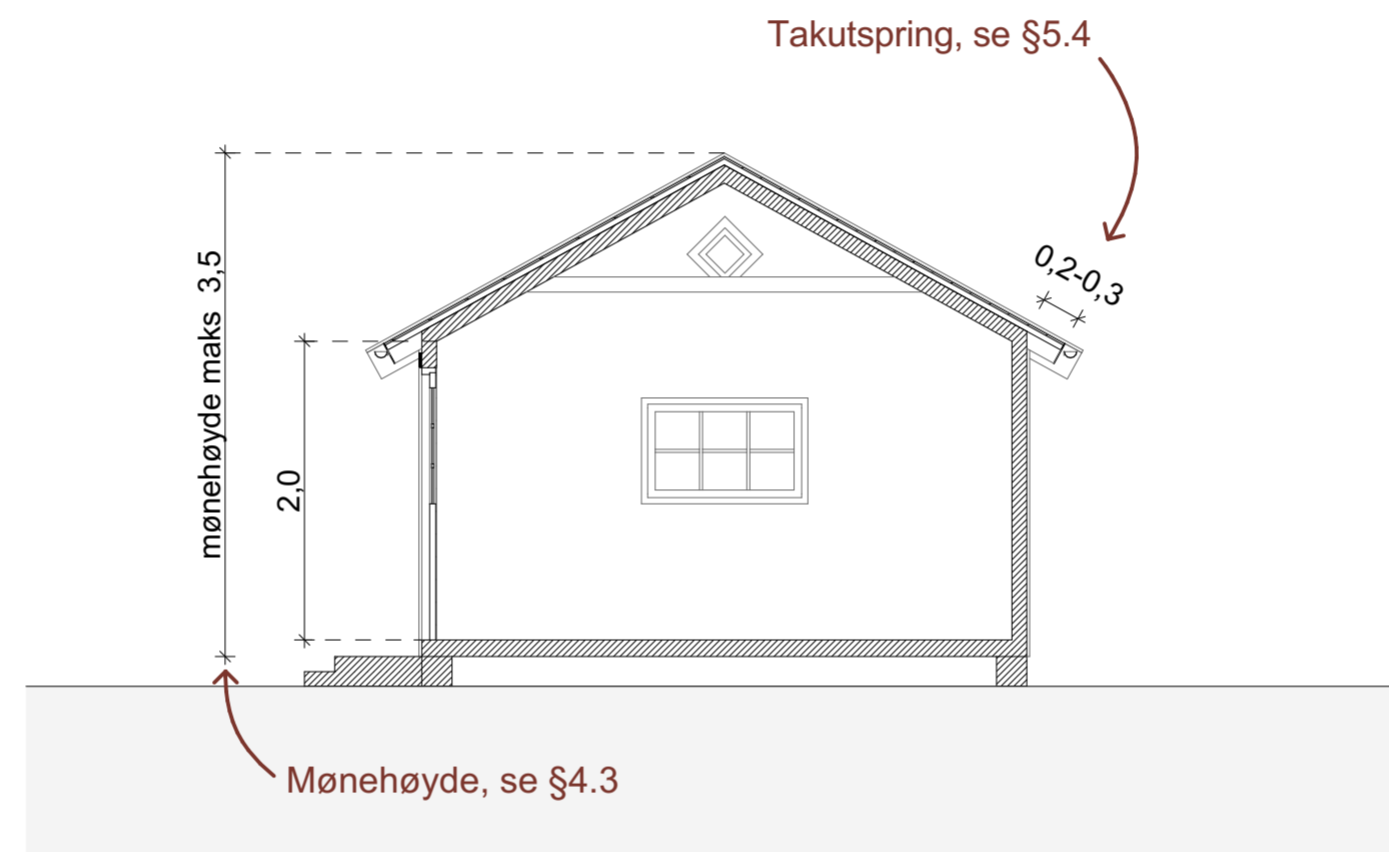 Takutspring, se §5.4
0,2-0,3
mønehøyde maks 3,5
2,0
Mønehøyde, se §4.3